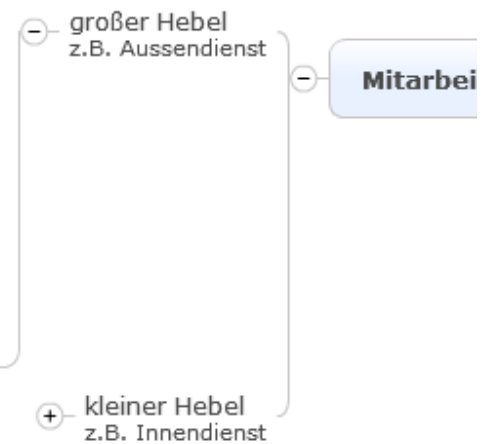 großer Hebel
z.B. Aussendienst
Mitarbei
kleiner Hebel
z.B. Innendienst